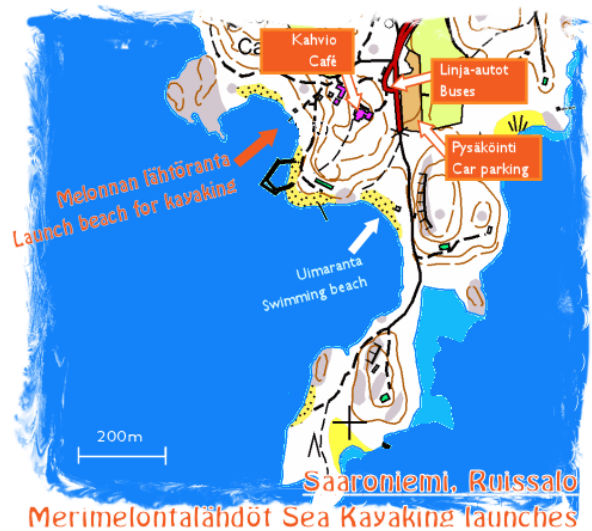 Kahvio
Café
Linja-autot
Buses
Pysäköinti
Car parking
Melonnan lähtöranta
Launch beach for kayaking
Uimaranta
Swimming beach
200m
N
Saaroniemi, Ruissalo
Merimelontalähdöt Sea Kayaking launches